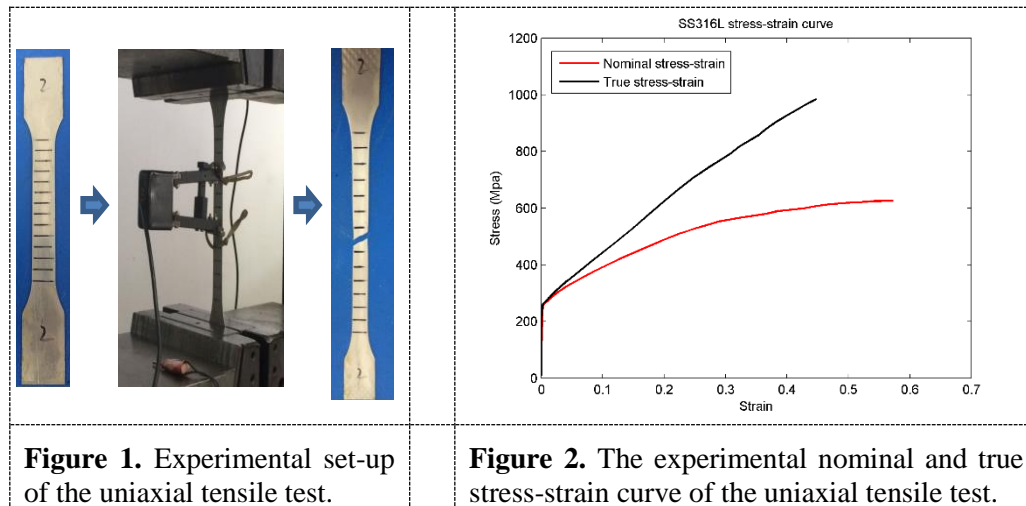 2
2
2
2
SS316L stress-strain curve
Nominal stress-strain
True stress-strain
Stress (Mpa)
1200
1000
800
600
400
200
0
0
0.1
0.2
0.3
0.4
0.5
0.6
0.7
Strain
Figure 1. Experimental set-up
of the uniaxial tensile test.
Figure 2. The experimental nominal and true
stress-strain curve of the uniaxial tensile test.